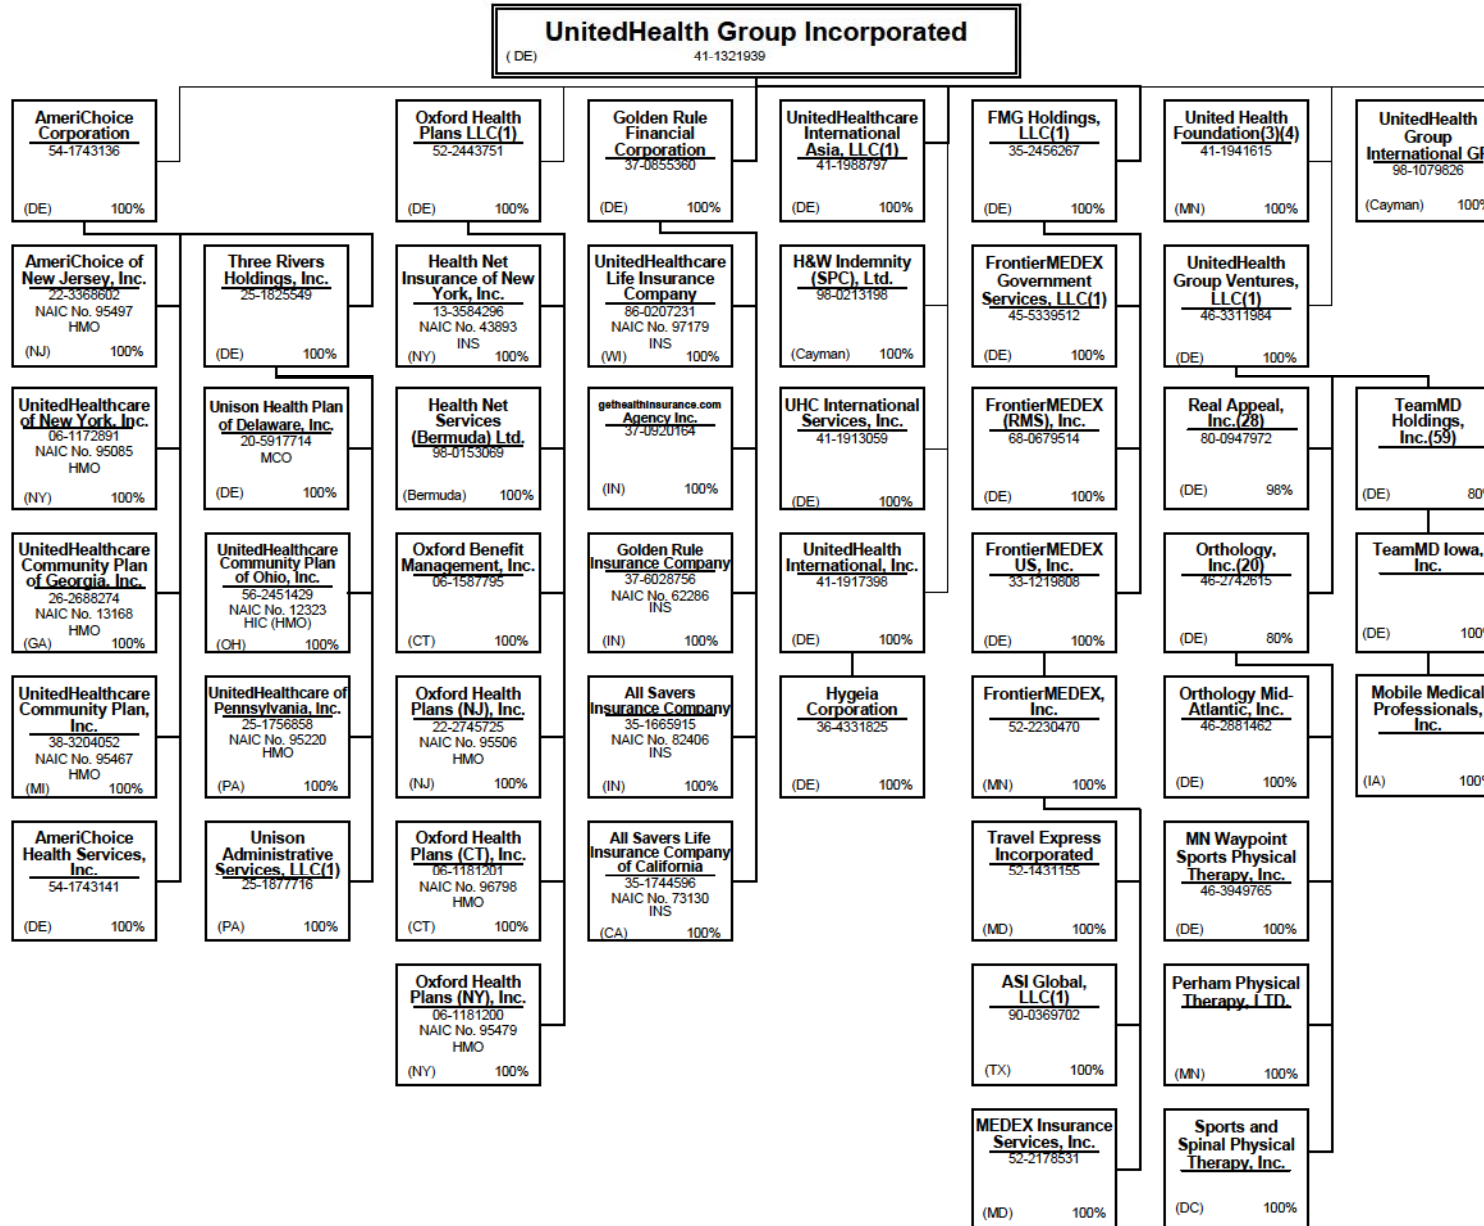 UnitedHealth Group Incorporated
(DE) 41-1321939
AmeriChoice
Corporation
54-1743136
(DE) 100%
Oxford Health
Plans LLC(1)
52-2443751
(DE) 100%
Golden Rule
Financial
Corporation
37-0855360
(DE) 100%
UnitedHealthcare
International
Asia, LLC(1)
41-1988797
(DE) 100%
FMG Holdings,
LLC(1)
35-2456267
(DE) 100%
United Health
Foundation(3)(4)
41-1941615
(MN) 100%
UnitedHealth
Group
International GP
98-1079826
(Cayman) 100%
AmeriChoice of
New Jersey, Inc.
22-3368602
NAIC No. 95497
HMO
(NJ) 100%
Three Rivers
Holdings, Inc.
25-1825549
(DE) 100%
Health Net
Insurance of New
York, Inc.
13-3584296
NAIC No. 43893
INS
(NY) 100%
UnitedHealthcare
Life Insurance
Company
86-0207231
NAIC No. 97179
INS
(WI) 100%
H&W Indemnity
(SPC), Ltd.
98-0213198
(Cayman) 100%
FrontierMEDEX
Government
Services, LLC(1)
45-5339512
(DE) 100%
UnitedHealth
Group Ventures,
LLC(1)
46-3311984
(DE) 100%
UnitedHealthcare
of New York, Inc.
06-1172891
NAIC No. 95085
HMO
(NY) 100%
Unison Health Plan
of Delaware, Inc.
20-5917714
MCO
(DE) 100%
Health Net
Services
(Bermuda) Ltd.
98-0153069
(Bermuda) 100%
gethealthinsurance.com
Agency Inc.
37-0920164
(IN) 100%
UHC International
Services, Inc.
41-1913059
(DE) 100%
FrontierMEDEX
(RMS), Inc.
68-0679514
(DE) 100%
Real Appeal,
Inc.(28)
80-0947972
(DE) 98%
TeamMD
Holdings,
Inc.(59)
(DE) 80%
UnitedHealthcare
Community Plan
of Georgia, Inc.
26-2688274
NAIC No. 13168
HMO
(GA) 100%
UnitedHealthcare
Community Plan
of Ohio, Inc.
56-2451429
NAIC No. 12323
HIC (HMO)
(OH) 100%
Oxford Benefit
Management, Inc.
06-1587795
(CT) 100%
Golden Rule
Insurance Company
37-6028756
NAIC No. 62286
INS
(IN) 100%
UnitedHealth
International, Inc.
41-1917398
(DE) 100%
FrontierMEDEX
US, Inc.
33-1219808
(DE) 100%
Orthology,
Inc.(20)
46-2742615
(DE) 80%
TeamMD Iowa,
Inc.
(DE) 100%
UnitedHealthcare
Community Plan,
Inc.
38-3204052
NAIC No. 95467
HMO
(MI) 100%
UnitedHealthcare of
Pennsylvania, Inc.
25-1756858
NAIC No. 95220
HMO
(PA) 100%
Oxford Health
Plans (NJ), Inc.
22-2745725
NAIC No. 95506
HMO
(NJ) 100%
All Savers
Insurance Company
35-1665915
NAIC No. 82406
INS
(IN) 100%
Hygeia
Corporation
36-4331825
(DE) 100%
FrontierMEDEX,
Inc.
52-2230470
(MN) 100%
Orthology Mid-
Atlantic, Inc.
46-2881462
(DE) 100%
Mobile Medical
Professionals,
Inc.
(IA) 100%
AmeriChoice
Health Services,
Inc.
54-1743141
(DE) 100%
Unison
Administrative
Services, LLC(1)
25-1877716
(PA) 100%
Oxford Health
Plans (CT), Inc.
06-1181201
NAIC No. 96798
HMO
(CT) 100%
All Savers Life
Insurance Company
of California
35-1744596
NAIC No. 73130
INS
(CA) 100%
Travel Express
Incorporated
52-1431155
(MD) 100%
MN Waypoint
Sports Physical
Therapy, Inc.
46-3949765
(DE) 100%
Oxford Health
Plans (NY), Inc.
06-1181200
NAIC No. 95479
HMO
(NY) 100%
ASI Global,
LLC(1)
90-0369702
(TX) 100%
Perham Physical
Therapy, LTD.
(MN) 100%
MEDEX Insurance
Services, Inc.
52-2178531
(MD) 100%
Sports and
Spinal Physical
Therapy, Inc.
(DC) 100%